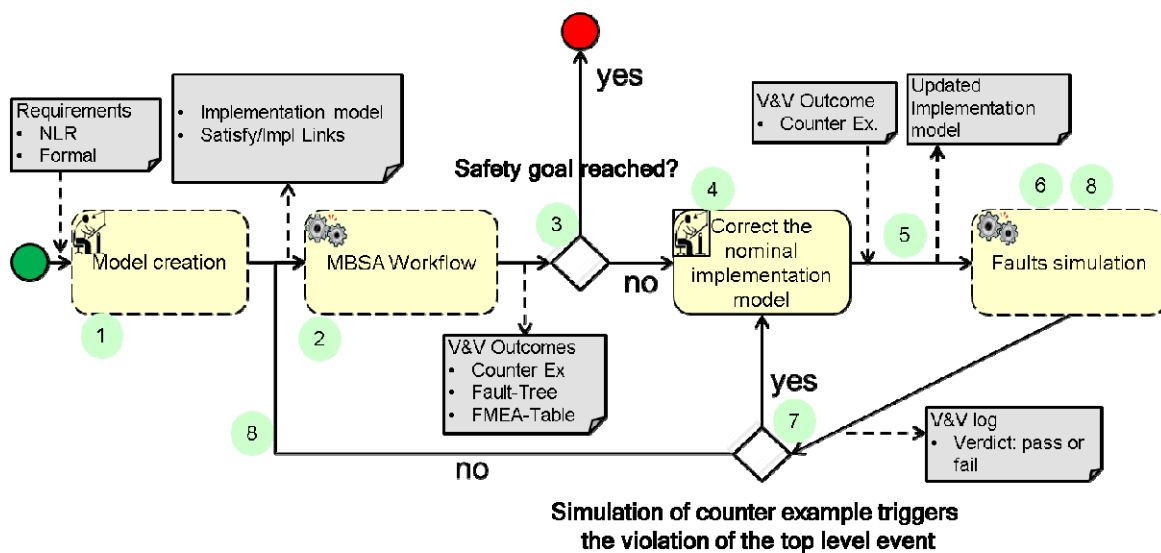 yes
Requirements
• NLR
• Formal
• Implementation model
• Satisfy/Impl Links
V&V Outcome
• Counter Ex.
Updated
Implementation
model
Safety goal reached?
4
6
8
3
Model creation
MBSA Workflow
no
Correct the
nominal
implementation
model
5
Faults simulation
1
2
V&V Outcomes
• Counter Ex
• Fault-Tree
• FMEA-Table
yes
8
7
no
V&V log
• Verdict: pass or
fail
Simulation of counter example triggers
the violation of the top level event